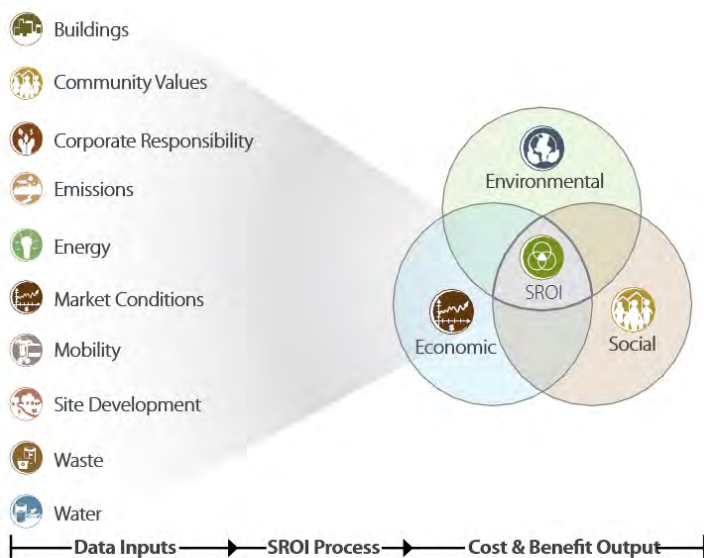 Buildings
Community Values
Corporate Responsibility
Emissions
Energy
Market Conditions
Mobility
Site Development
Waste
Water
Environmental
SROI
Economic
Social
Data Inputs
SROI Process
Cost & Benefit Output